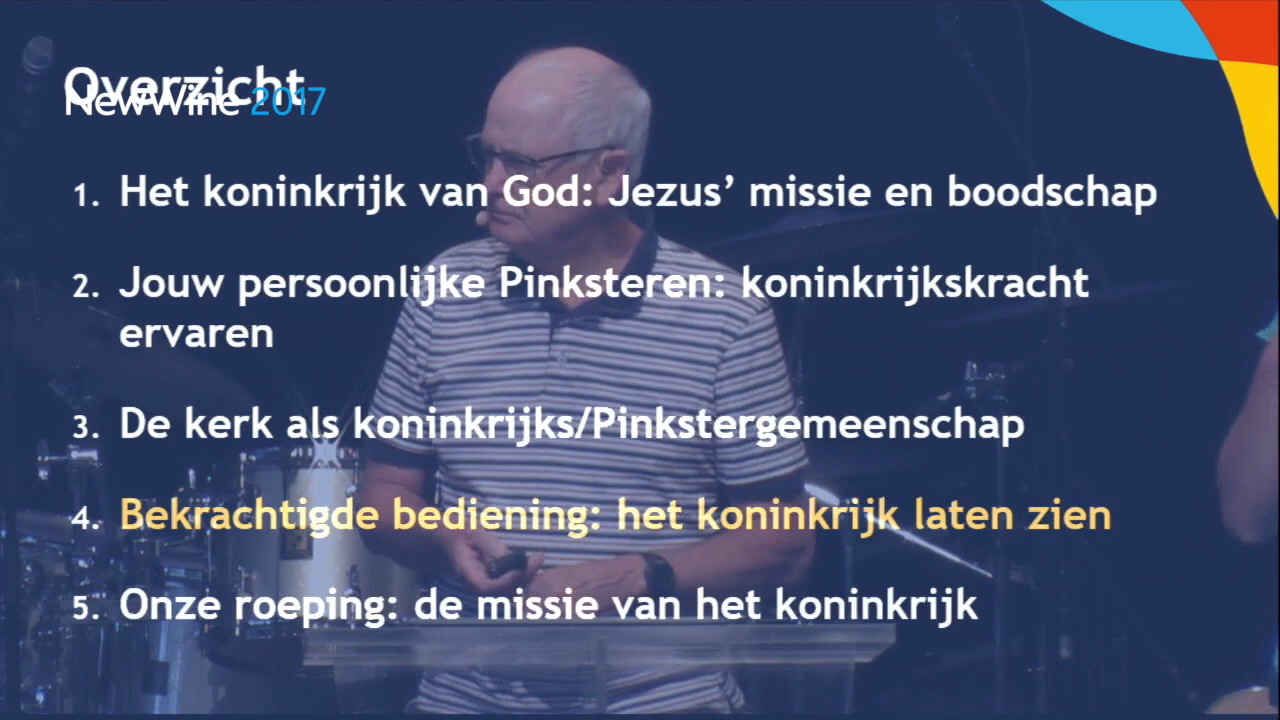 Overzicht
NewWine 2017
1. Het koninkrijk van God: Jezus’ missie en boodschap
2. Jouw persoonlijke Pinksteren: koninkrijkskracht
ervaren
3. De kerk als koninkrijks/Pinkstergemeenschap
4. Bekrachtigde bediening: het koninkrijk laten zien
5. Onze roeping: de missie van het koninkrijk